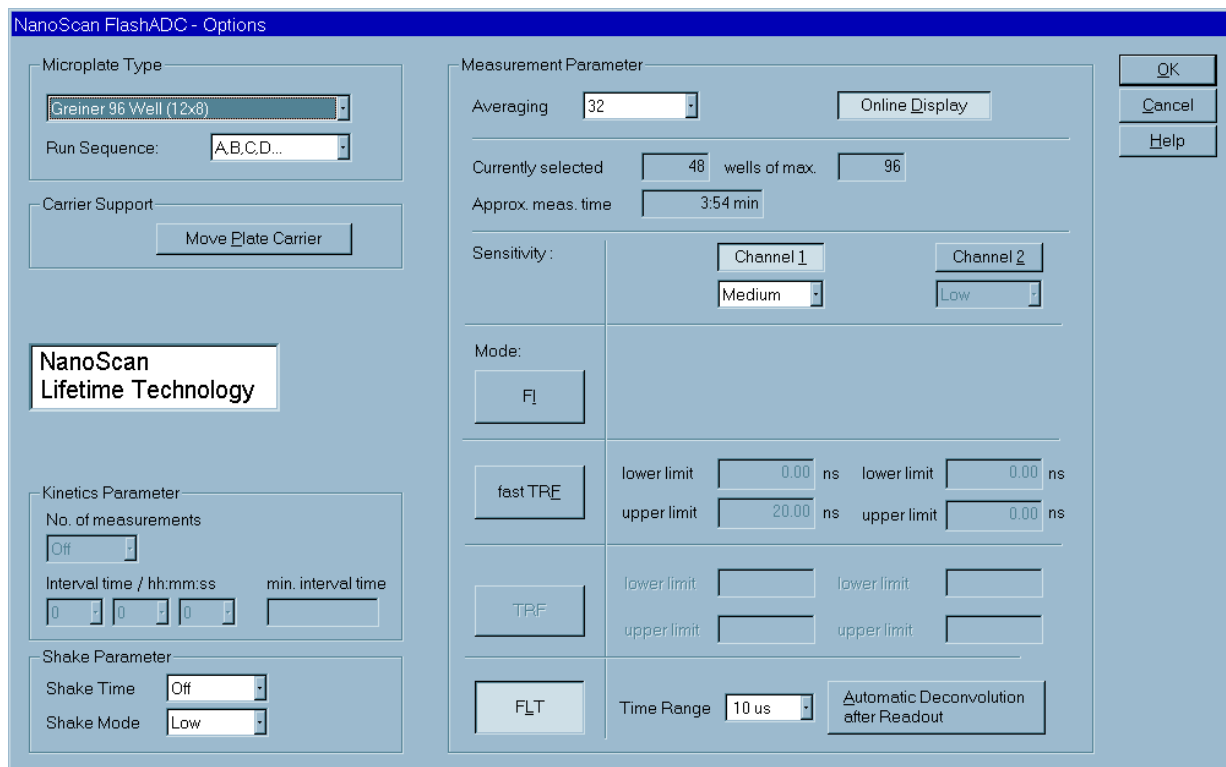 NanoScan FlashADC - Options
Microplate Type
Greiner 96 Well (12x8)
Run Sequence: A,B,C,D...
Carrier Support
Move Plate Carrier
NanoScan
Lifetime Technology
Kinetics Parameter
No. of measurements
Off
Interval time / hh:mm:ss min. interval time
0 0 0
Shake Parameter
Shake Time Off
Shake Mode Low
Measurement Parameter
Averaging 32 Online Display
Currently selected 48 wells of max. 96
Approx. meas. time 3:54 min
Sensitivity : Channel 1 Channel 2
Medium Low
Mode:
FI
fast TRF
lower limit 0.00 ns lower limit 0.00 ns
upper limit 20.00 ns upper limit 0.00 ns
TRF
lower limit lower limit
upper limit upper limit
FLT Time Range 10 us Automatic Deconvolution
after Readout
OK
Cancel
Help